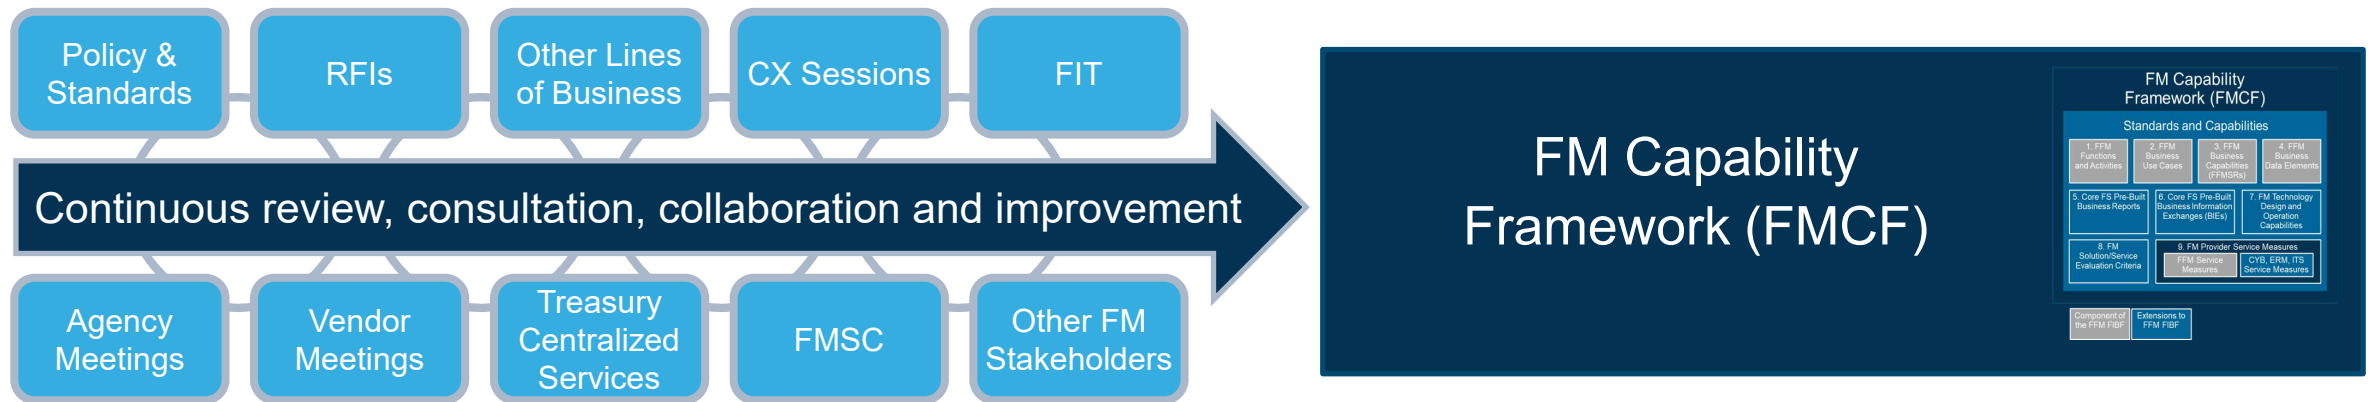 Policy &
Standards
RFIs
Other Lines
of Business
CX Sessions
FIT
Continuous review, consultation, collaboration and improvement
Agency
Meetings
Vendor
Meetings
Treasury
Centralized
Services
FMSC
Other FM
Stakeholders
FM Capability
Framework (FMCF)
FM Capability
Framework (FMCF)
Standards and Capabilities
1. FFM
Functions
and Activities
2. FFM
Business
Use Cases
3. FFM
Business
Capabilities
(FFMSRs)
4. FFM
Business
Data Elements
5. Core FS Pre-Built
Business Reports
6. Core FS Pre-Built
Business Information
Exchanges (BIEs)
7. FM Technology
Design and
Operation
Capabilities
8. FM
Solution/Service
Evaluation Criteria
9. FM Provider Service Measures
FFM Service
Measures
CYB, ERM, ITS
Service Measures
Component of
the FFM FIBF
Extensions to
FFM FIBF